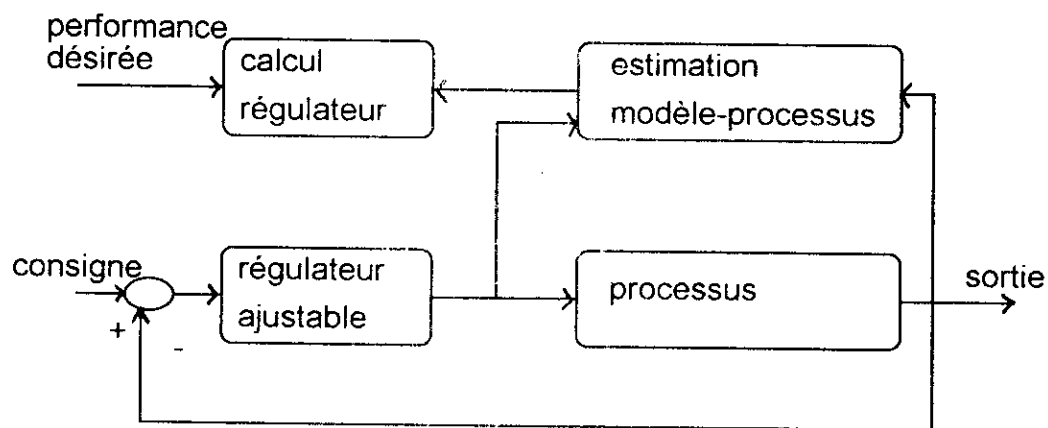 performance
désirée
calcul
régulateur
estimation
modèle-processus
consigne
+
-
régulateur
ajustable
processus
sortie